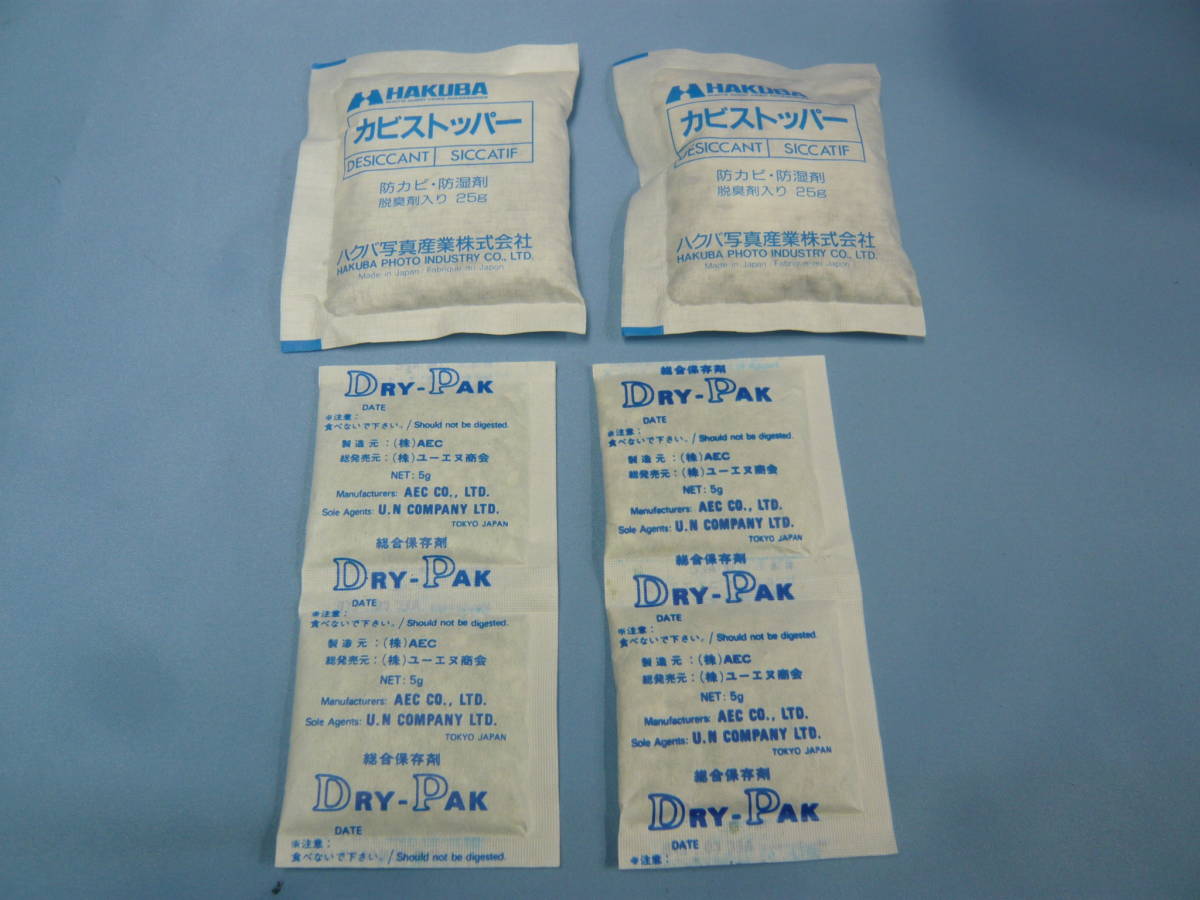 HAKUBA
カビストッパー
DESICCANT SICCATIF
防カビ・防湿剤
脱臭剤入り 25g
ハクバ写真産業株式会社
HAKUBA PHOTO INDUSTRY CO., LTD.
Made in Japan Fabriqué au Japon
HAKUBA
カビストッパー
DESICCANT SICCATIF
防カビ・防湿剤
脱臭剤入り 25g
ハクバ写真産業株式会社
HAKUBA PHOTO INDUSTRY CO., LTD.
Made in Japan Fabriqué au Japon
DRY-PAK
DATE
※注意:
食べないで下さい。/Should not be digested.
製造元:(株)AEC
総発売元:(株)ユーエヌ商会
NET: 5g
Manufacturers: AEC CO., LTD.
Sole Agents: U.N COMPANY LTD.
TOKYO JAPAN
総合保存剤
DRY-PAK
DATE
※注意:
食べないで下さい。/Should not be digested.
製造元:(株)AEC
総発売元:(株)ユーエヌ商会
NET: 5g
Manufacturers: AEC CO., LTD.
Sole Agents: U.N COMPANY LTD.
TOKYO JAPAN
総合保存剤
DRY-PAK
DATE
※注意:
食べないで下さい。/Should not be digested.
総合保存剤
DRY-PAK
DATE
※注意:
食べないで下さい。/Should not be digested.
製造元:(株)AEC
総発売元:(株)ユーエヌ商会
NET: 5g
Manufacturers: AEC CO., LTD.
Sole Agents: U.N COMPANY LTD.
TOKYO JAPAN
総合保存剤
DRY-PAK
DATE
※注意:
食べないで下さい。/Should not be digested.
製造元:(株)AEC
総発売元:(株)ユーエヌ商会
NET: 5g
Manufacturers: AEC CO., LTD.
Sole Agents: U.N COMPANY LTD.
TOKYO JAPAN
総合保存剤
DRY-PAK
DATE
※注意: